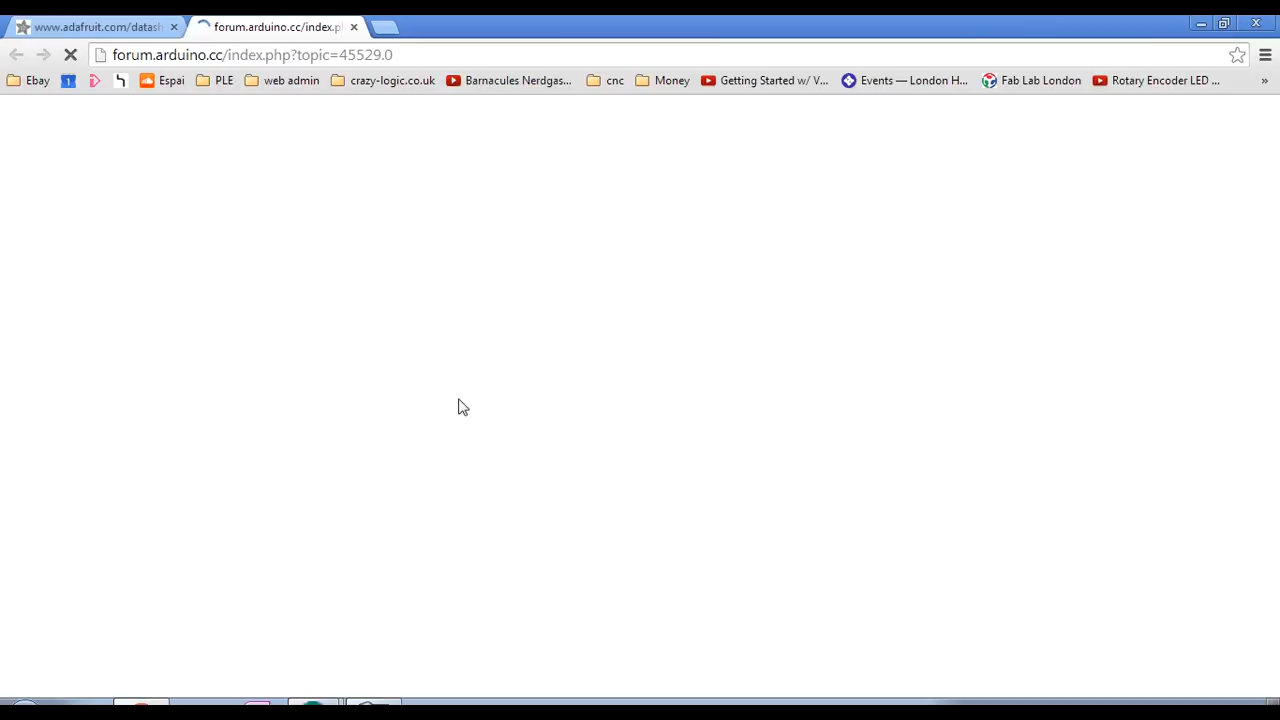 www.adafruit.com/datash
forum.arduino.cc/index.p
forum.arduino.cc/index.php?topic=45529.0
Ebay Espai PLE web admin crazy-logic.co.uk Barnacules Nerdgas... cnc Money Getting Started w/ V... Events — London H... Fab Lab London Rotary Encoder LED ... »